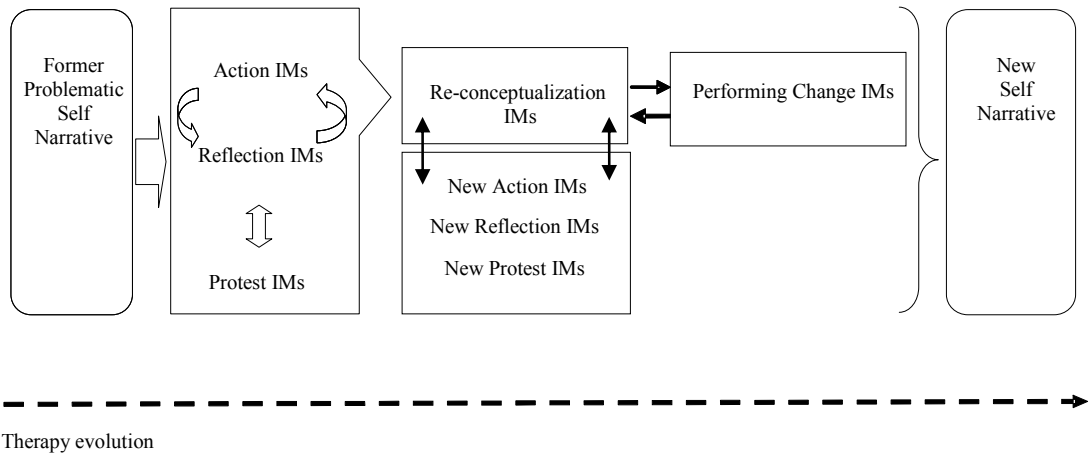 Former
Problematic
Self
Narrative
Action IMs
Reflection IMs
Protest IMs
Re-conceptualization
IMs
New Action IMs
New Reflection IMs
New Protest IMs
Performing Change IMs
New
Self
Narrative
Therapy evolution